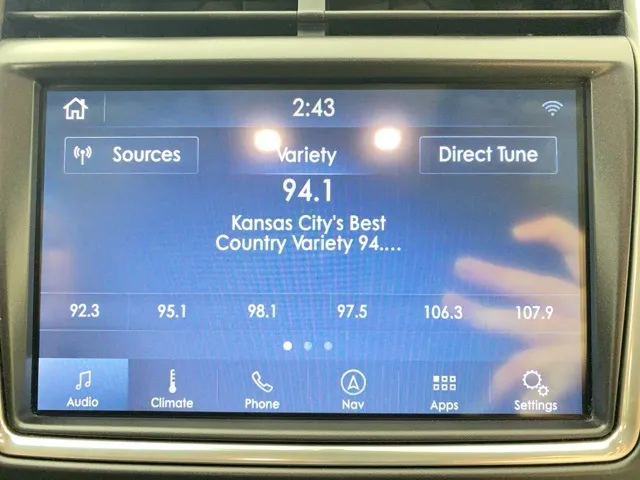 2:43
Sources
Variety
Direct Tune
94.1
Kansas City's Best
Country Variety 94....
92.3 95.1 98.1 97.5 106.3 107.9
Audio Climate Phone Nav Apps Settings